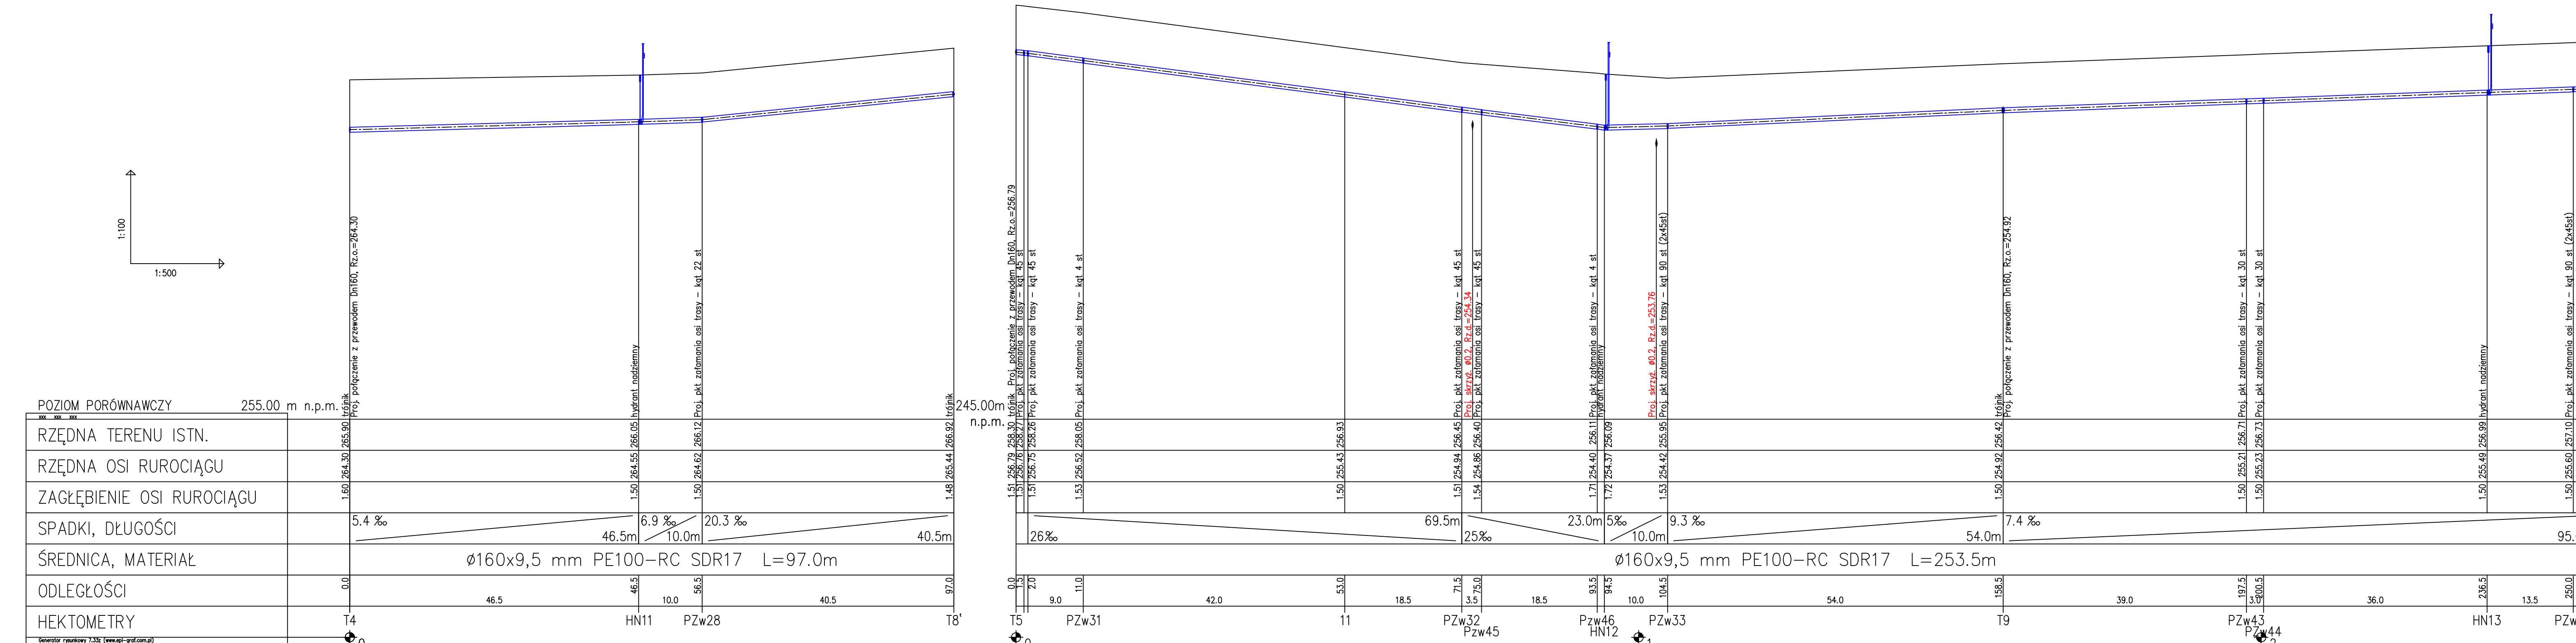 1:100
1:500
POZIOM PORÓWNAWCZY 255.00 m n.p.m.
245.00m n.p.m.
trójnik
Proj. połączenie z przewodem Dn160, Rz.o.=264.30
hydrant nadziemny
Proj. pkt załamania osi trasy - kąt 22 st
trójnik
trójnik Proj. połączenie z przewodem Dn160, Rz.o.=256.79
Proj. pkt załamania osi trasy - kąt 45 st
Proj. pkt załamania osi trasy - kąt 45 st
Proj. pkt załamania osi trasy - kąt 4 st
Proj. pkt załamania osi trasy - kąt 45 st
Proj. skrzyż. ø0.2, Rz.d.=254.34
Proj. pkt załamania osi trasy - kąt 45 st
Proj. pkt załamania osi trasy - kąt 4 st
hydrant nadziemny
Proj. skrzyż. ø0.2, Rz.d.=253.76
Proj. pkt załamania osi trasy - kąt 90 st (2x45st)
trójnik
Proj. połączenie z przewodem Dn160, Rz.o.=254.92
Proj. pkt załamania osi trasy - kąt 30 st
Proj. pkt załamania osi trasy - kąt 30 st
hydrant nadziemny
Proj. pkt załamania osi trasy - kąt 90 st (2x45st)
xxx xxx xxx
RZĘDNA TERENU ISTN. 265.90 266.05 266.12 266.92 258.30 258.27 258.26 258.05 256.93 256.45 256.40 256.11 256.09 255.95 256.42 256.71 256.73 256.99 257.10
RZĘDNA OSI RUROCIĄGU 264.30 264.55 264.62 265.44 256.79 256.76 256.75 256.52 255.43 254.94 254.86 254.40 254.37 254.42 254.92 255.21 255.23 255.49 255.60
ZAGŁĘBIENIE OSI RUROCIĄGU 1.60 1.50 1.50 1.48 1.51 1.51 1.51 1.53 1.50 1.51 1.54 1.71 1.72 1.53 1.50 1.50 1.50 1.50 1.50
SPADKI, DŁUGOŚCI 5.4 ‰ 46.5m 6.9 ‰ 10.0m 20.3 ‰ 40.5m 26‰ 69.5m 25‰ 23.0m 5‰ 10.0m 9.3 ‰ 54.0m 7.4 ‰ 95.
ŚREDNICA, MATERIAŁ ø160x9,5 mm PE100-RC SDR17 L=97.0m ø160x9,5 mm PE100-RC SDR17 L=253.5m
ODLEGŁOŚCI 0.0 46.5 56.5 97.0 0.0 1.5 2.0 11.0 53.0 71.5 75.0 93.5 94.5 104.5 158.5 197.5 200.5 236.5 250.0
46.5 10.0 40.5 9.0 42.0 18.5 3.5 18.5 10.0 54.0 39.0 3.0 36.0 13.5
HEKTOMETRY T4 HN11 PZw28 T8' T5 PZw31 11 PZw32 PZw46 PZw33 T9 PZw43 HN13 PZw
Pzw45 HN12 PZw44
Generator rysunkowy 7.33z (www.epi-graf.com.pl) 0 0 1 2